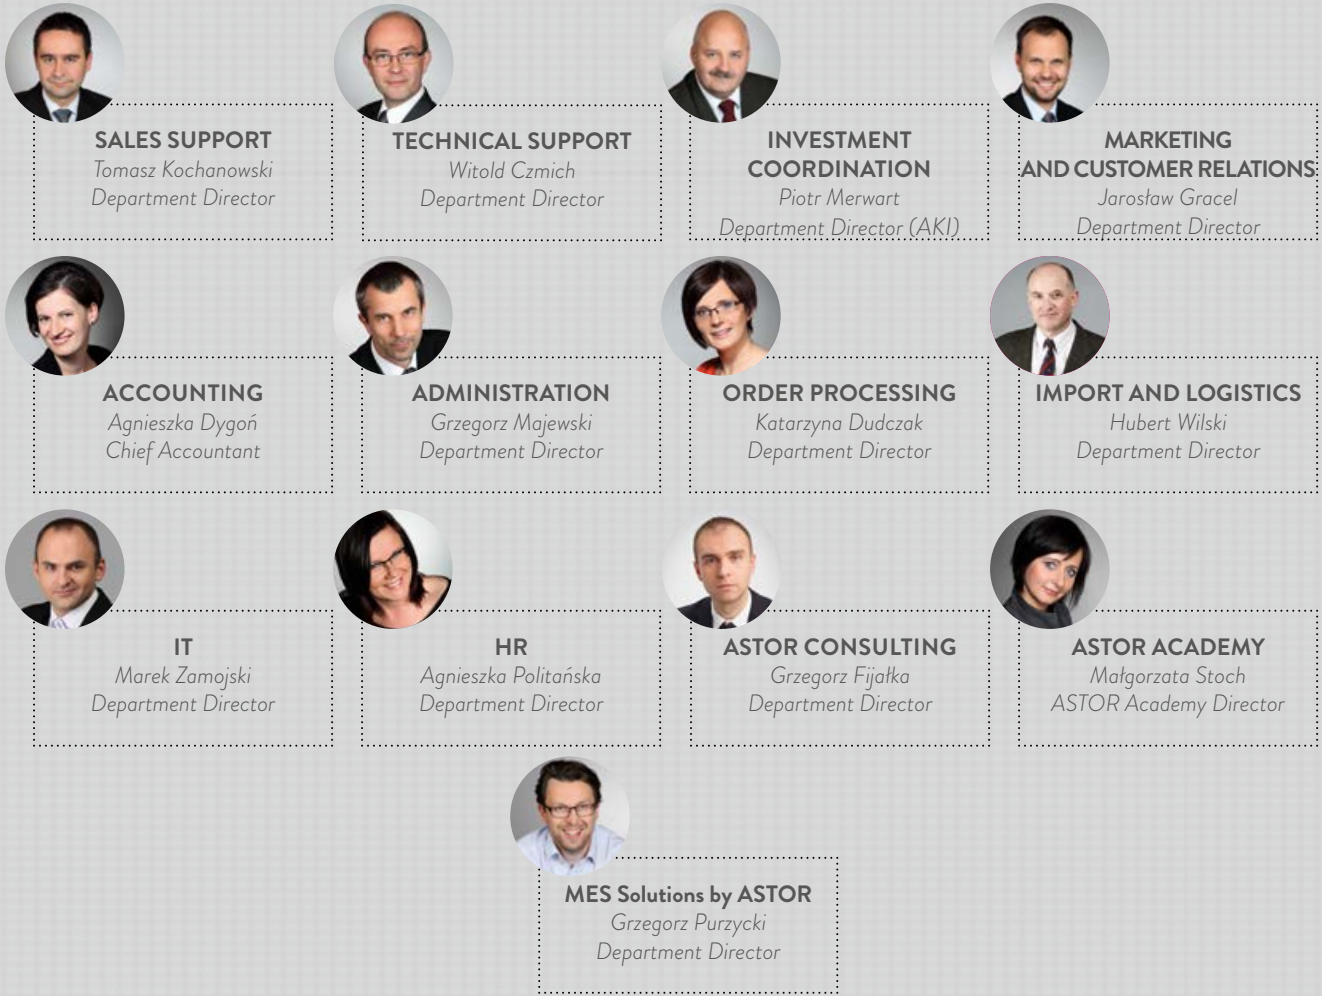 SALES SUPPORT
Tomasz Kochanowski
Department Director
TECHNICAL SUPPORT
Witold Czmich
Department Director
INVESTMENT
COORDINATION
Piotr Merwart
Department Director (AKI)
MARKETING
AND CUSTOMER RELATIONS
Jarosław Gracel
Department Director
ACCOUNTING
Agnieszka Dygoń
Chief Accountant
ADMINISTRATION
Grzegorz Majewski
Department Director
ORDER PROCESSING
Katarzyna Dudczak
Department Director
IMPORT AND LOGISTICS
Hubert Wilski
Department Director
IT
Marek Zamojski
Department Director
HR
Agnieszka Politańska
Department Director
ASTOR CONSULTING
Grzegorz Fijałka
Department Director
ASTOR ACADEMY
Małgorzata Stoch
ASTOR Academy Director
MES Solutions by ASTOR
Grzegorz Purzycki
Department Director